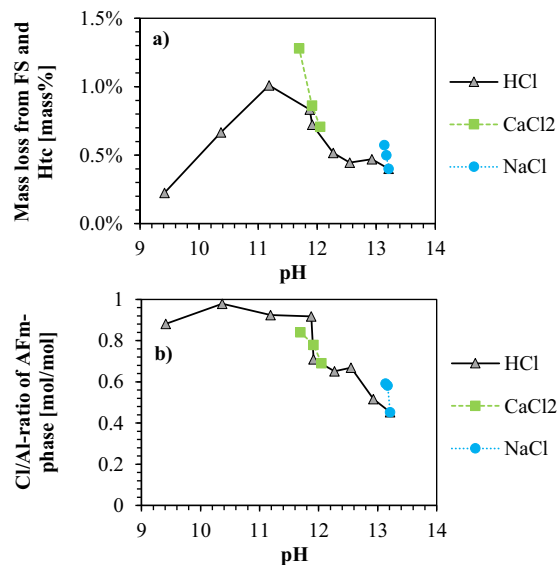 1.5%
a)
1.0%
0.5%
0.0%
Mass loss from FS and
Htc [mass%]
9 10 11 12 13 14
pH
HCl
CaCl2
NaCl
1
0.8
b)
0.6
0.4
0.2
0
Cl/Al-ratio of AFm-
phase [mol/mol]
9 10 11 12 13 14
pH
HCl
CaCl2
NaCl